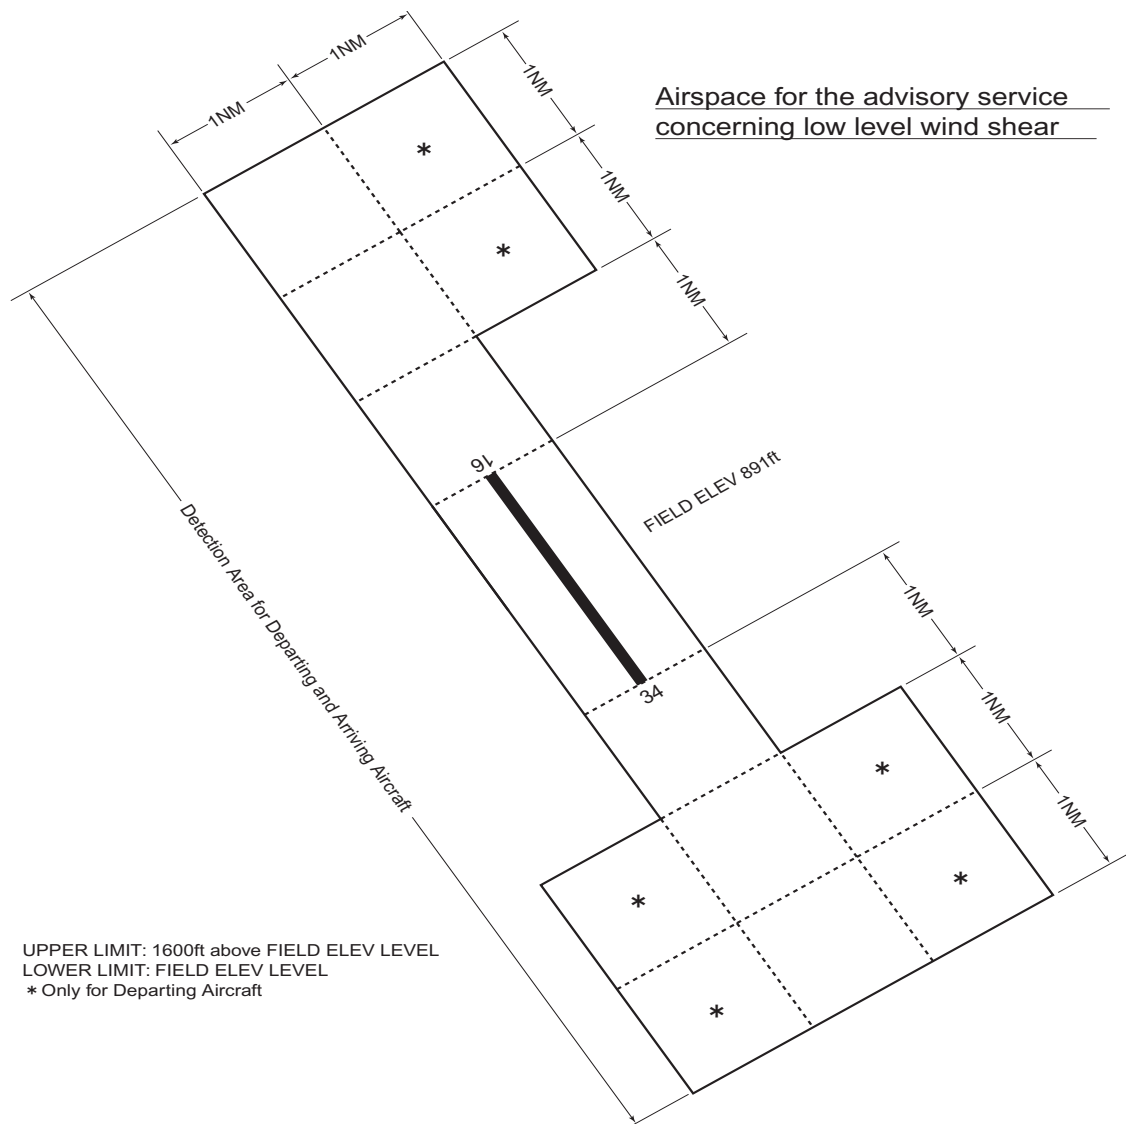 1NM
1NM
1NM
1NM
1NM
Airspace for the advisory service
concerning low level wind shear
16
FIELD ELEV 891ft
34
Detection Area for Departing and Arriving Aircraft
1NM
1NM
1NM
UPPER LIMIT: 1600ft above FIELD ELEV LEVEL
LOWER LIMIT: FIELD ELEV LEVEL
* Only for Departing Aircraft
*
*
*
*
*
*